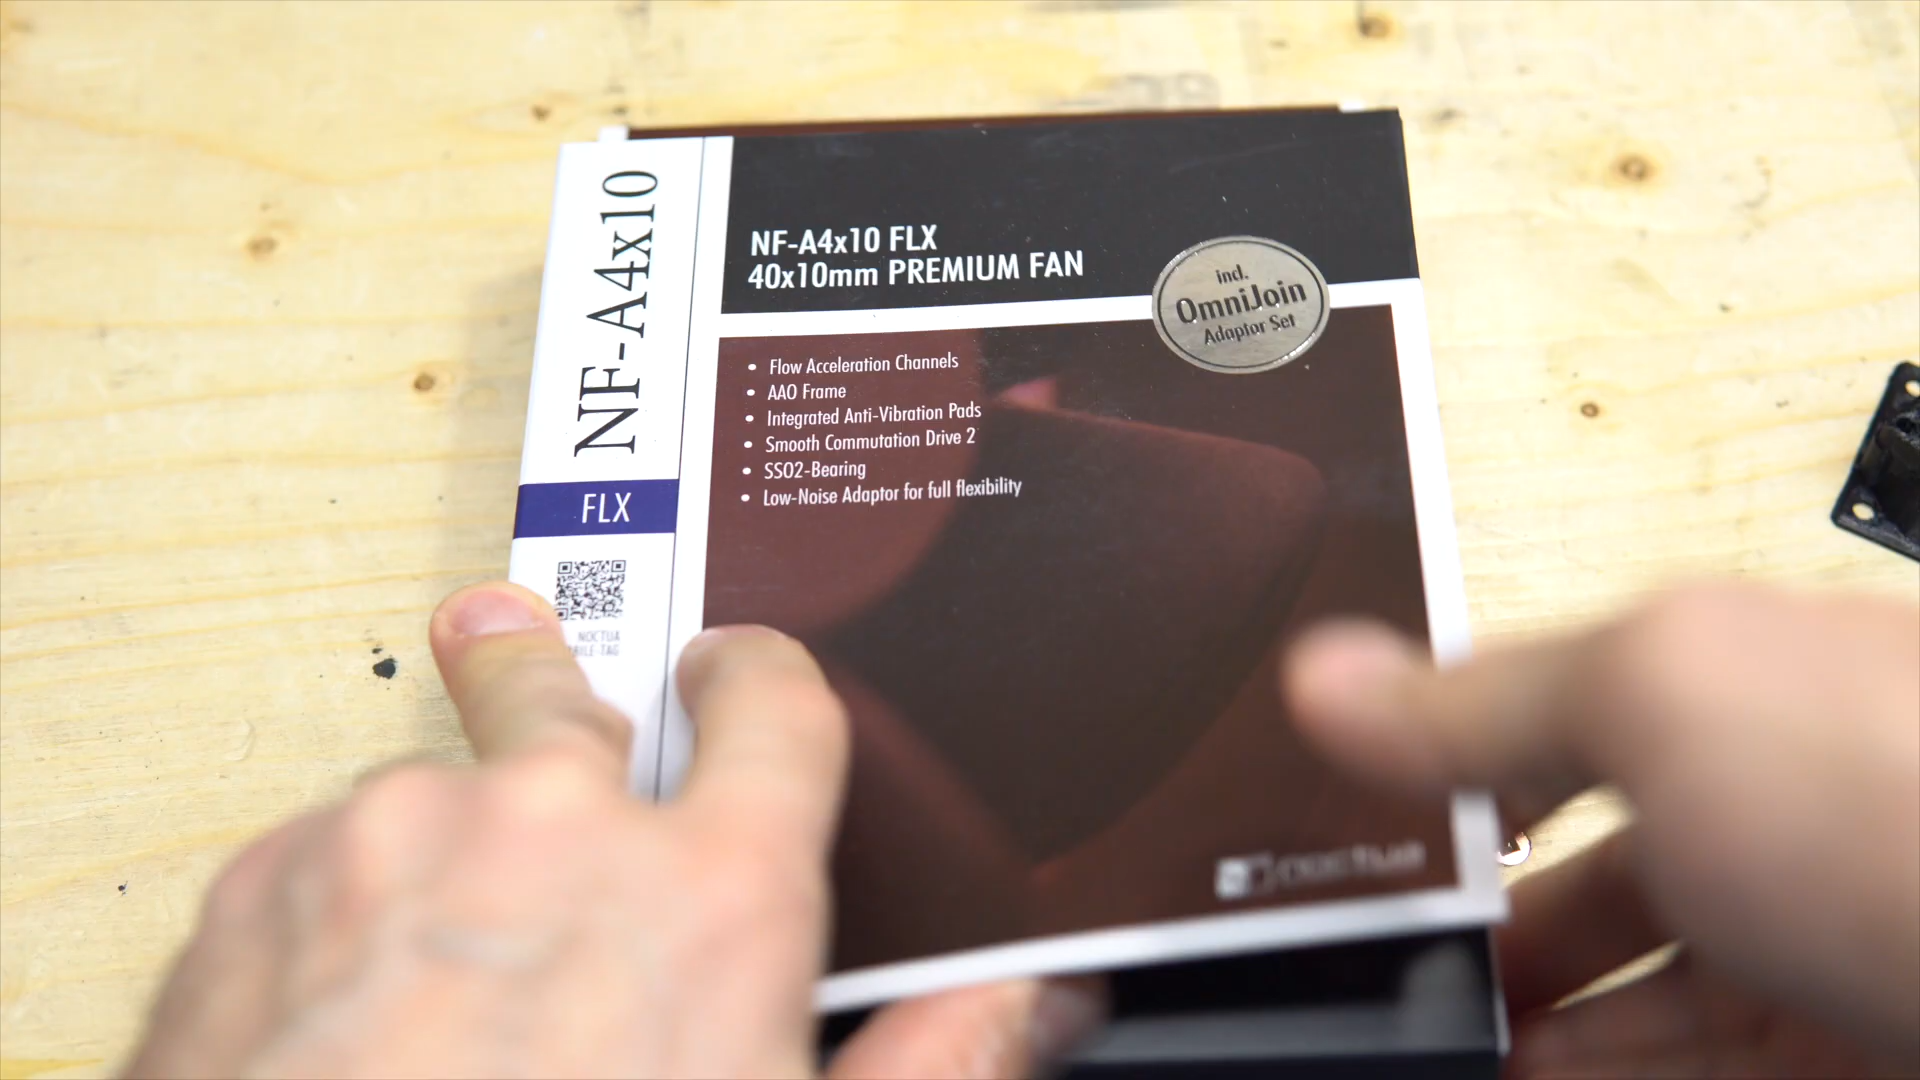 NF-A4x10
FLX
NOCTUA
NF-A4x10 FLX
40x10mm PREMIUM FAN
incl.
OmniJoin
Adaptor Set
• Flow Acceleration Channels
• AAO Frame
• Integrated Anti-Vibration Pads
• Smooth Commutation Drive 2
• SSO2-Bearing
• Low-Noise Adaptor for full flexibility
noctua